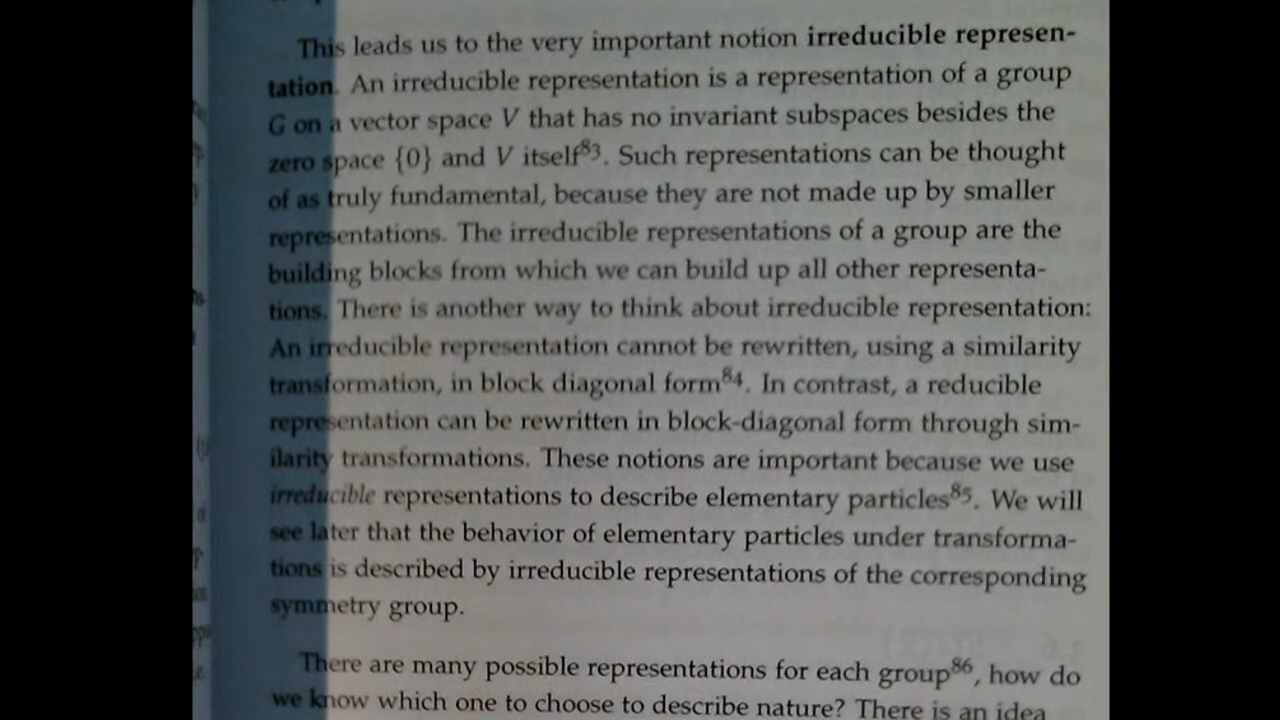 This leads us to the very important notion irreducible represen-
tation. An irreducible representation is a representation of a group
G on a vector space V that has no invariant subspaces besides the
zero space {0} and V itself83. Such representations can be thought
of as truly fundamental, because they are not made up by smaller
representations. The irreducible representations of a group are the
building blocks from which we can build up all other representa-
tions. There is another way to think about irreducible representation:
An irreducible representation cannot be rewritten, using a similarity
transformation, in block diagonal form84. In contrast, a reducible
representation can be rewritten in block-diagonal form through sim-
ilarity transformations. These notions are important because we use
irreducible representations to describe elementary particles85. We will
see later that the behavior of elementary particles under transforma-
tions is described by irreducible representations of the corresponding
symmetry group.
There are many possible representations for each group86, how do
we know which one to choose to describe nature? There is an idea